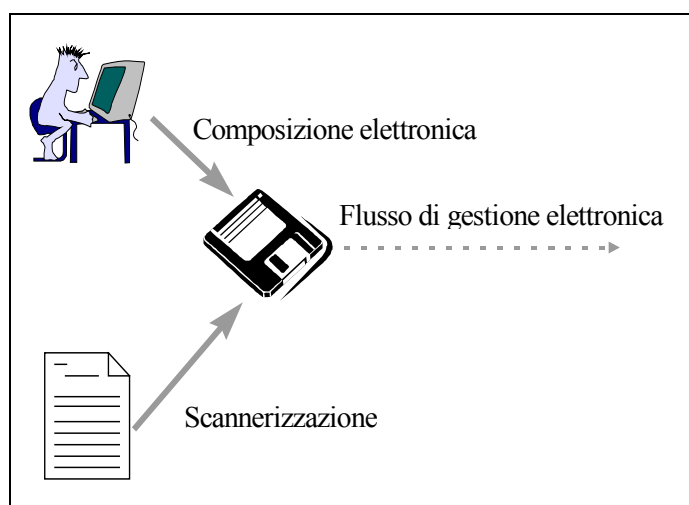 Composizione elettronica
Flusso di gestione elettronica
Scannerizzazione